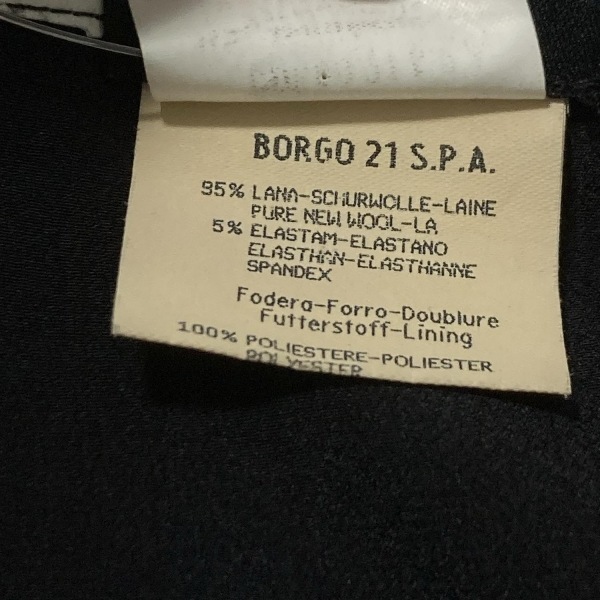 BORGO 21 S.P.A.
95% LANA-SCHURWOLLE-LAINE
PURE NEW WOOL-LA
5% ELASTAM-ELASTANO
ELASTHAN-ELASTHANNE
SPANDEX
Fodera-Forro-Doublure
Futterstoff-Lining
100% POLIESTERE-POLIESTER
POLYESTER